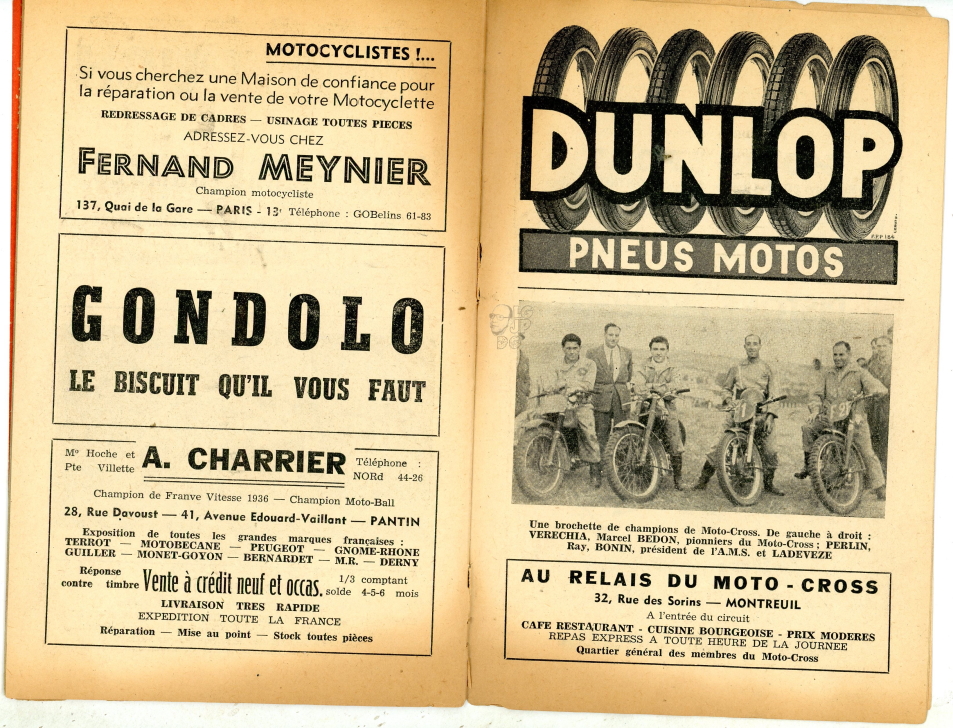 MOTOCYCLISTES !...
Si vous cherchez une Maison de confiance pour
la réparation ou la vente de votre Motocyclette
REDRESSAGE DE CADRES — USINAGE TOUTES PIECES
ADRESSEZ-VOUS CHEZ
FERNAND MEYNIER
Champion motocycliste
137, Quai de la Gare — PARIS - 13ᵉ Téléphone : GOBelins 61-83
GONDOLO
LE BISCUIT QU'IL VOUS FAUT
Mº Hoche et
Pte Villette
A. CHARRIER
Téléphone :
NORd 44-26
Champion de Franve Vitesse 1936 — Champion Moto-Ball
28, Rue Davoust — 41, Avenue Edouard-Vaillant — PANTIN
Exposition de toutes les grandes marques françaises :
TERROT — MOTOBECANE — PEUGEOT — GNOME-RHONE
GUILLER — MONET-GOYON — BERNARDET — M.R. — DERNY
Réponse
contre timbre
Vente à crédit neuf et occas.
1/3 comptant
solde 4-5-6 mois
LIVRAISON TRES RAPIDE
EXPEDITION TOUTE LA FRANCE
Réparation — Mise au point — Stock toutes pièces
DUNLOP
PNEUS MOTOS
Une brochette de champions de Moto-Cross. De gauche à droit :
VERECHIA, Marcel BEDON, pionniers du Moto-Cross ; PERLIN,
Ray, BONIN, président de l'A.M.S. et LADEVEZE
AU RELAIS DU MOTO-CROSS
32, Rue des Sorins — MONTREUIL
A l'entrée du circuit
CAFE RESTAURANT - CUISINE BOURGEOISE - PRIX MODERES
REPAS EXPRESS A TOUTE HEURE DE LA JOURNEE
Quartier général des membres du Moto-Cross